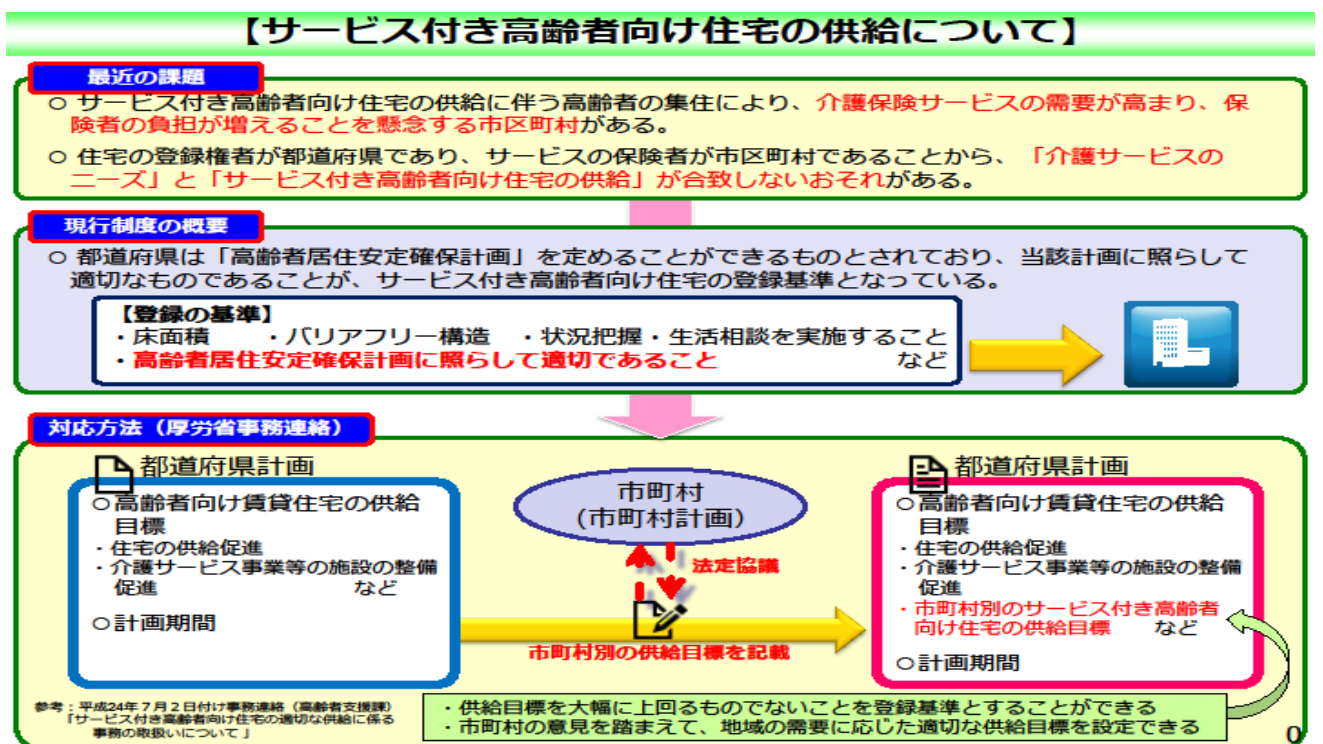 【サービス付き高齢者向け住宅の供給について】
最近の課題
○ サービス付き高齢者向け住宅の供給に伴う高齢者の集住により、介護保険サービスの需要が高まり、保
険者の負担が増えることを懸念する市区町村がある。
○ 住宅の登録権者が都道府県であり、サービスの保険者が市区町村であることから、「介護サービスの
ニーズ」と「サービス付き高齢者向け住宅の供給」が合致しないおそれがある。
現行制度の概要
○ 都道府県は「高齢者居住安定確保計画」を定めることができるものとされており、当該計画に照らして
適切なものであることが、サービス付き高齢者向け住宅の登録基準となっている。
【登録の基準】
・床面積 ・バリアフリー構造 ・状況把握・生活相談を実施すること
・高齢者居住安定確保計画に照らして適切であること など
対応方法（厚労省事務連絡）
都道府県計画
○高齢者向け賃貸住宅の供給
目標
・住宅の供給促進
・介護サービス事業等の施設の整備
促進 など
○計画期間
市町村
(市町村計画)
法定協議
市町村別の供給目標を記載
都道府県計画
○高齢者向け賃貸住宅の供給
目標
・住宅の供給促進
・介護サービス事業等の施設の整備
促進
・市町村別のサービス付き高齢者
向け住宅の供給目標 など
○計画期間
参考：平成24年７月２日付け事務連絡（高齢者支援課）
「サービス付き高齢者向け住宅の適切な供給に係る
事務の取扱いについて」
・供給目標を大幅に上回るものでないことを登録基準とすることができる
・市町村の意見を踏まえて、地域の需要に応じた適切な供給目標を設定できる
0